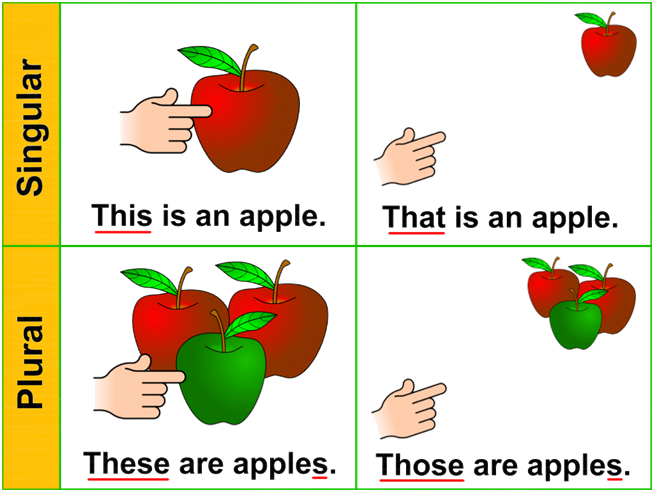 Singular
This is an apple.
That is an apple.
Plural
These are apples.
Those are apples.